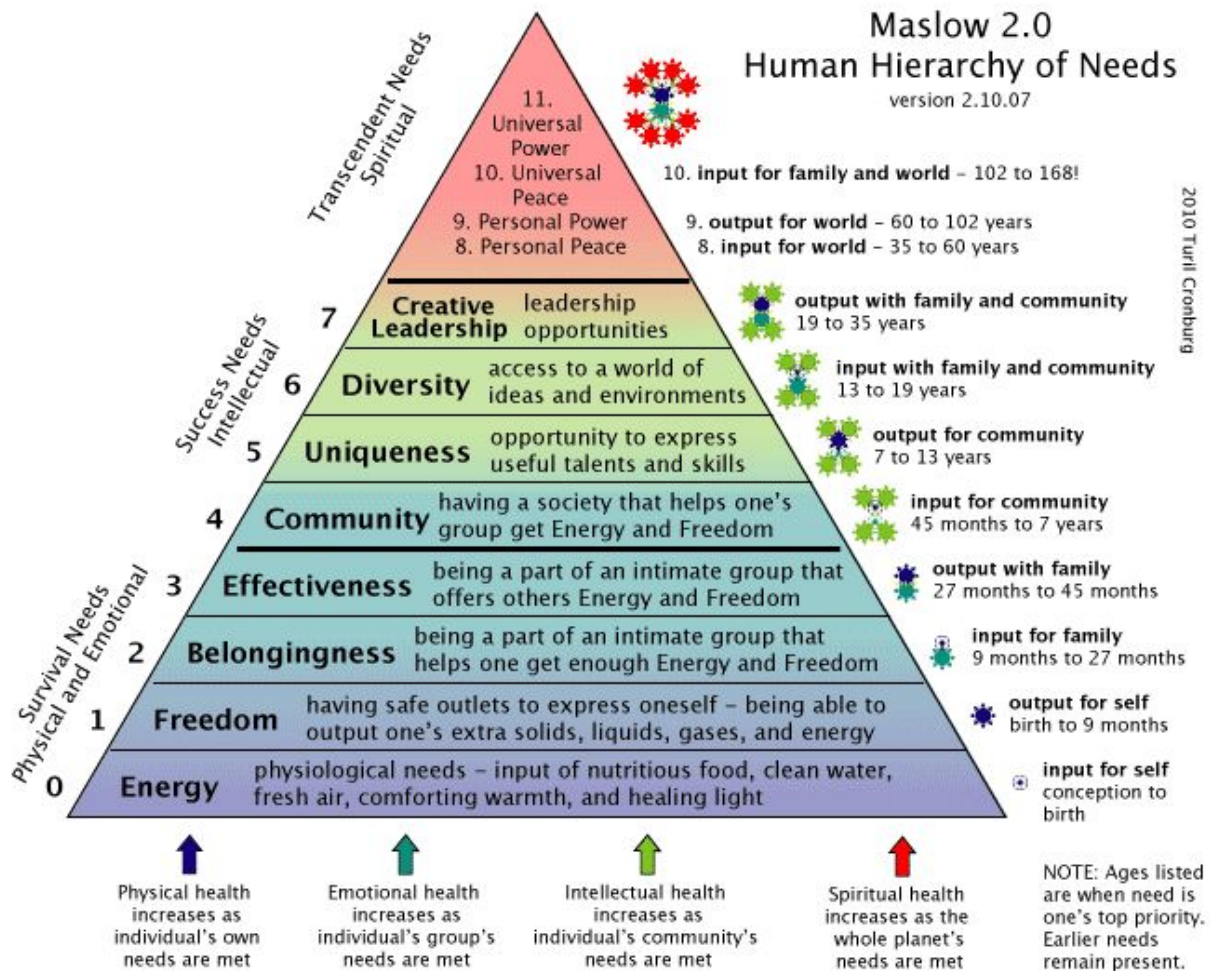 Maslow 2.0
Human Hierarchy of Needs
version 2.10.07
2010 Turil Cronburg
Transcendent Needs
Spiritual
11.
Universal
Power
10. Universal
Peace
9. Personal Power
8. Personal Peace
10. input for family and world – 102 to 168!
9. output for world – 60 to 102 years
8. input for world – 35 to 60 years
Success Needs
Intellectual
7
Creative
Leadership
leadership
opportunities
output with family and community
19 to 35 years
6
Diversity
access to a world of
ideas and environments
input with family and community
13 to 19 years
5
Uniqueness
opportunity to express
useful talents and skills
output for community
7 to 13 years
4
Community
having a society that helps one's
group get Energy and Freedom
input for community
45 months to 7 years
Survival Needs
Physical and Emotional
3
Effectiveness
being a part of an intimate group that
offers others Energy and Freedom
output with family
27 months to 45 months
2
Belongingness
being a part of an intimate group that
helps one get enough Energy and Freedom
input for family
9 months to 27 months
1
Freedom
having safe outlets to express oneself – being able to
output one's extra solids, liquids, gases, and energy
output for self
birth to 9 months
0
Energy
physiological needs – input of nutritious food, clean water,
fresh air, comforting warmth, and healing light
input for self
conception to
birth
Physical health
increases as
individual's own
needs are met
Emotional health
increases as
individual's group's
needs are met
Intellectual health
increases as
individual's community's
needs are met
Spiritual health
increases as the
whole planet's
needs are met
NOTE: Ages listed
are when need is
one's top priority.
Earlier needs
remain present.